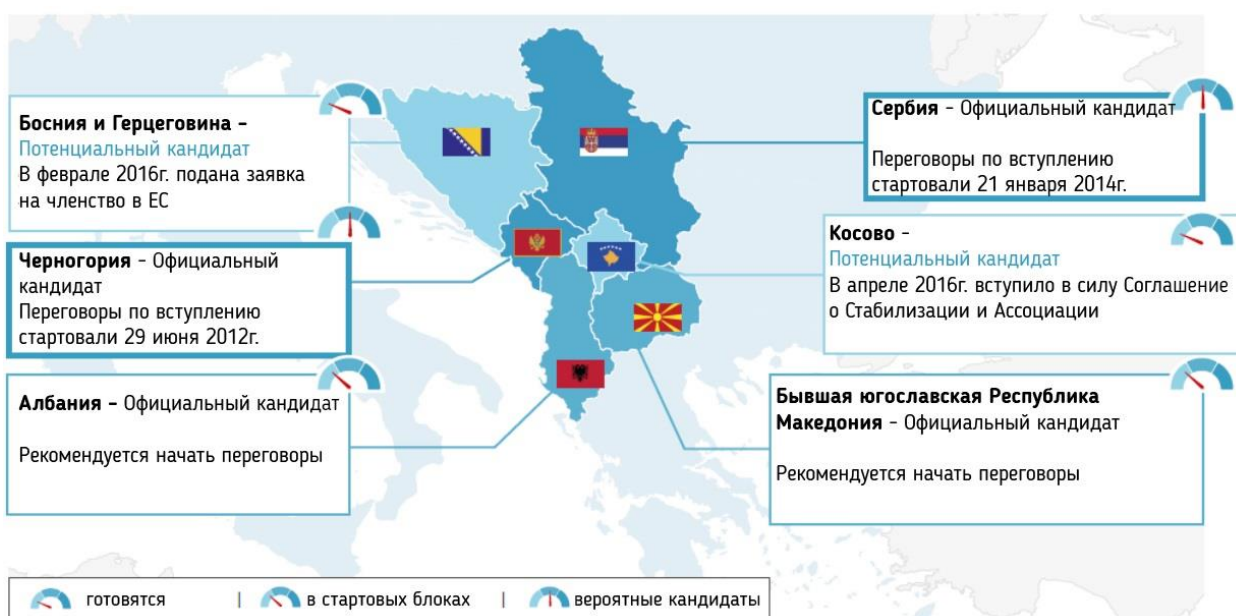 Босния и Герцеговина –
Потенциальный кандидат
В феврале 2016г. подана заявка
на членство в ЕС
Черногория - Официальный
кандидат
Переговоры по вступлению
стартовали 29 июня 2012г.
Албания – Официальный кандидат
Рекомендуется начать переговоры
Сербия - Официальный кандидат
Переговоры по вступлению
стартовали 21 января 2014г.
Косово -
Потенциальный кандидат
В апреле 2016г. вступило в силу Соглашение
о Стабилизации и Ассоциации
Бывшая югославская Республика
Македония - Официальный кандидат
Рекомендуется начать переговоры
готовятся | в стартовых блоках | вероятные кандидаты